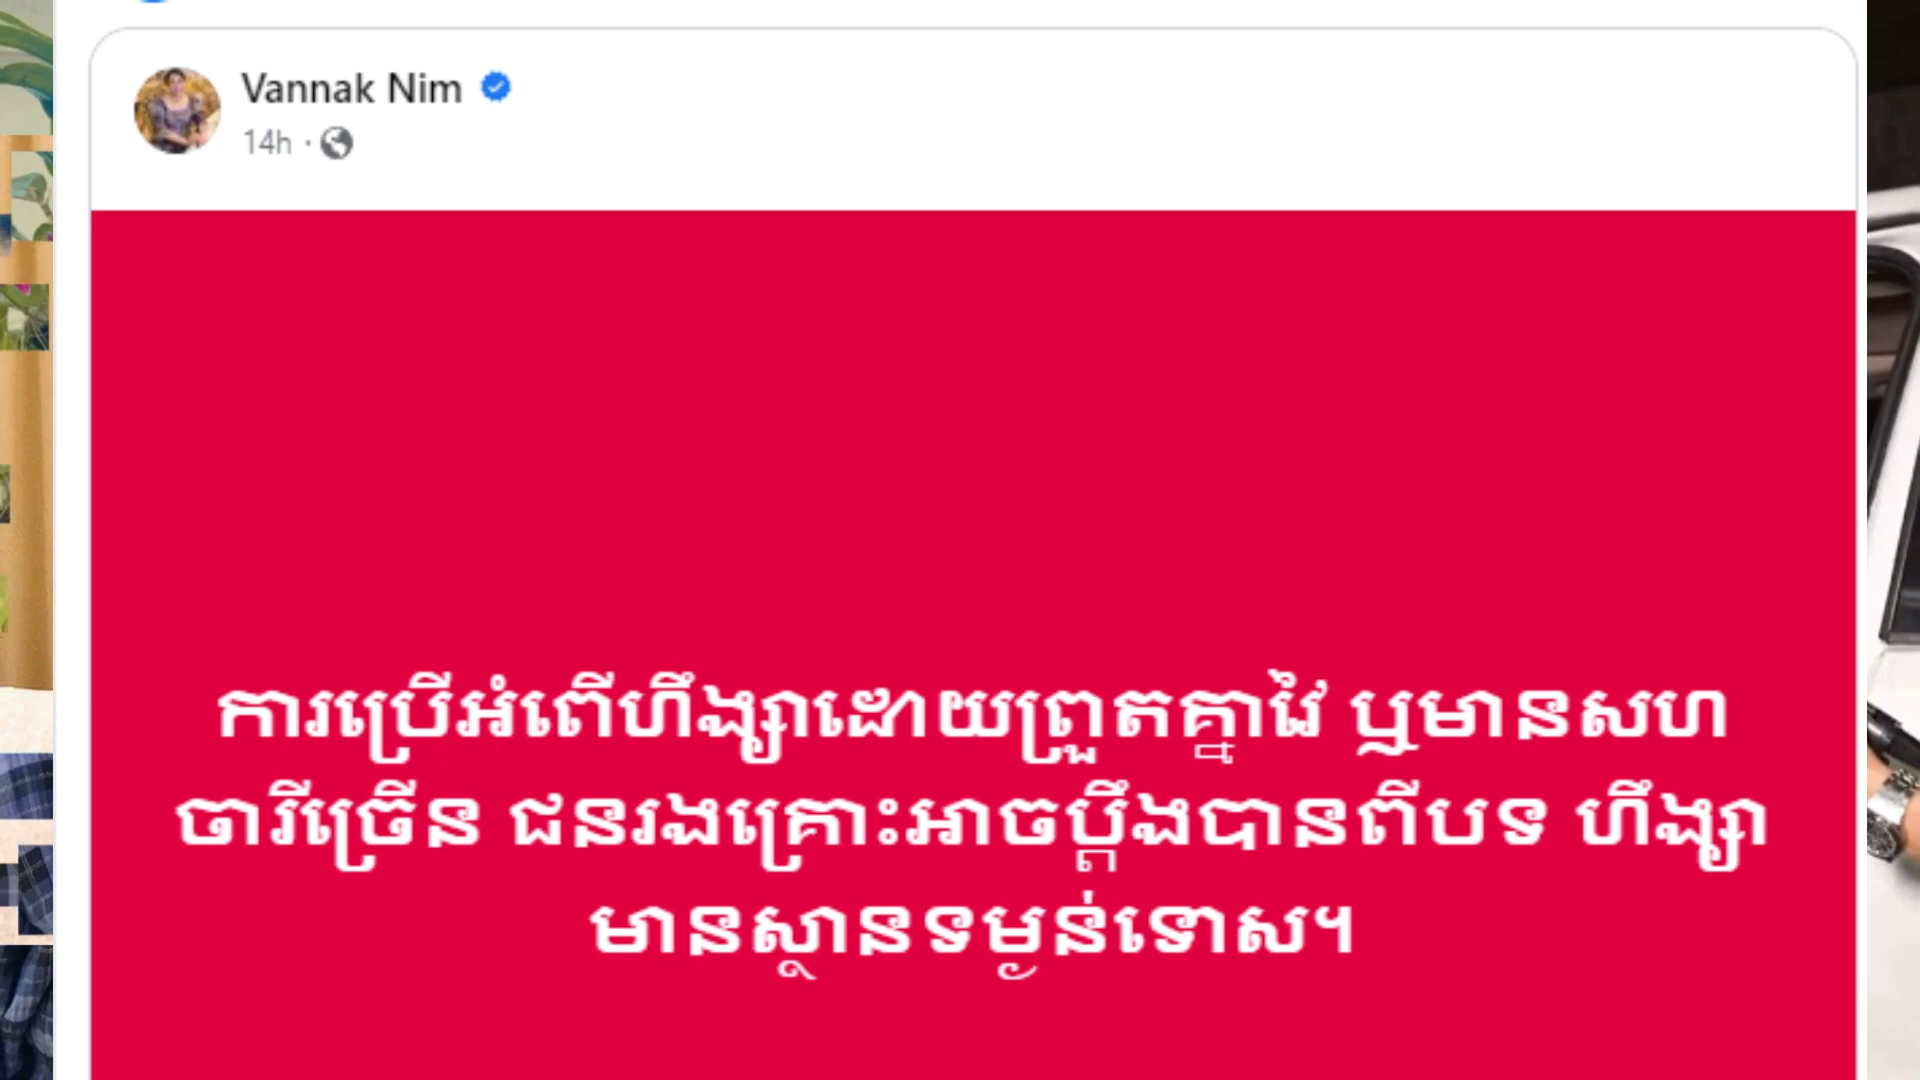 Vannak Nim
14h ·
ការប្រើអំពើហឹង្សាដោយព្រួតគ្នាវៃ ឬមានសហ
ចារីច្រើន ជនរងគ្រោះអាចប្ដឹងបានពីបទ ហឹង្សា
មានស្ថានទម្ងន់ទោស។